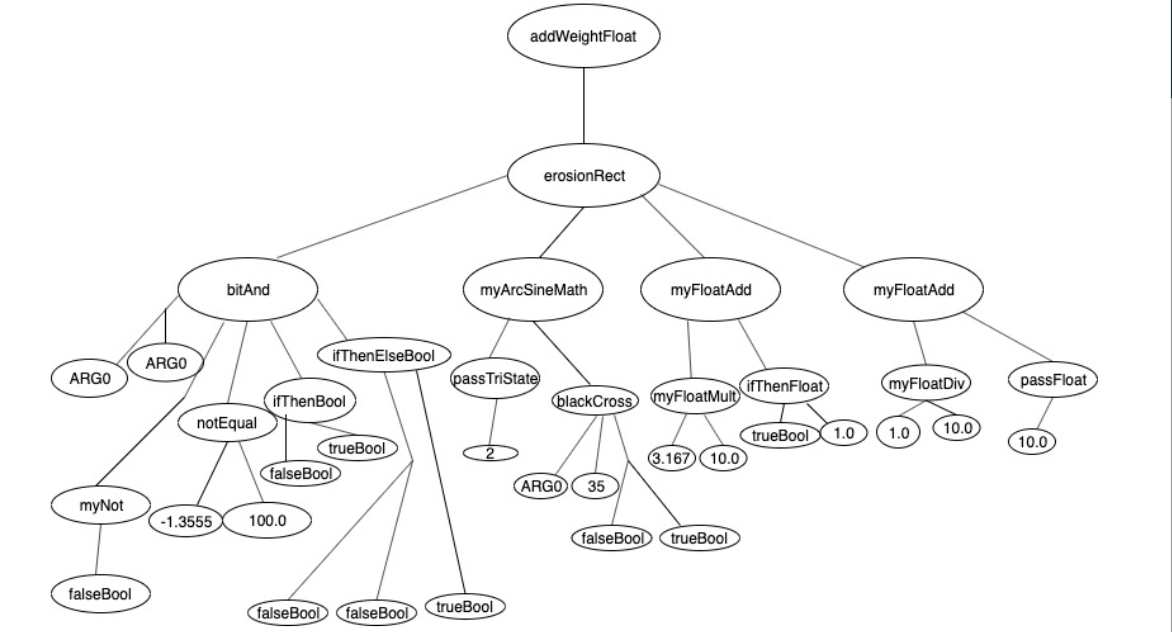 addWeightFloat
erosionRect
bitAnd
myArcSineMath
myFloatAdd
myFloatAdd
ARG0
ARG0
ifThenElseBool
passTriState
blackCross
myFloatMult
ifThenFloat
myFloatDiv
passFloat
notEqual
ifThenBool
trueBool
falseBool
2
ARG0
35
3.167
10.0
trueBool
1.0
1.0
10.0
10.0
myNot
-1.3555
100.0
falseBool
trueBool
falseBool
falseBool
falseBool
trueBool